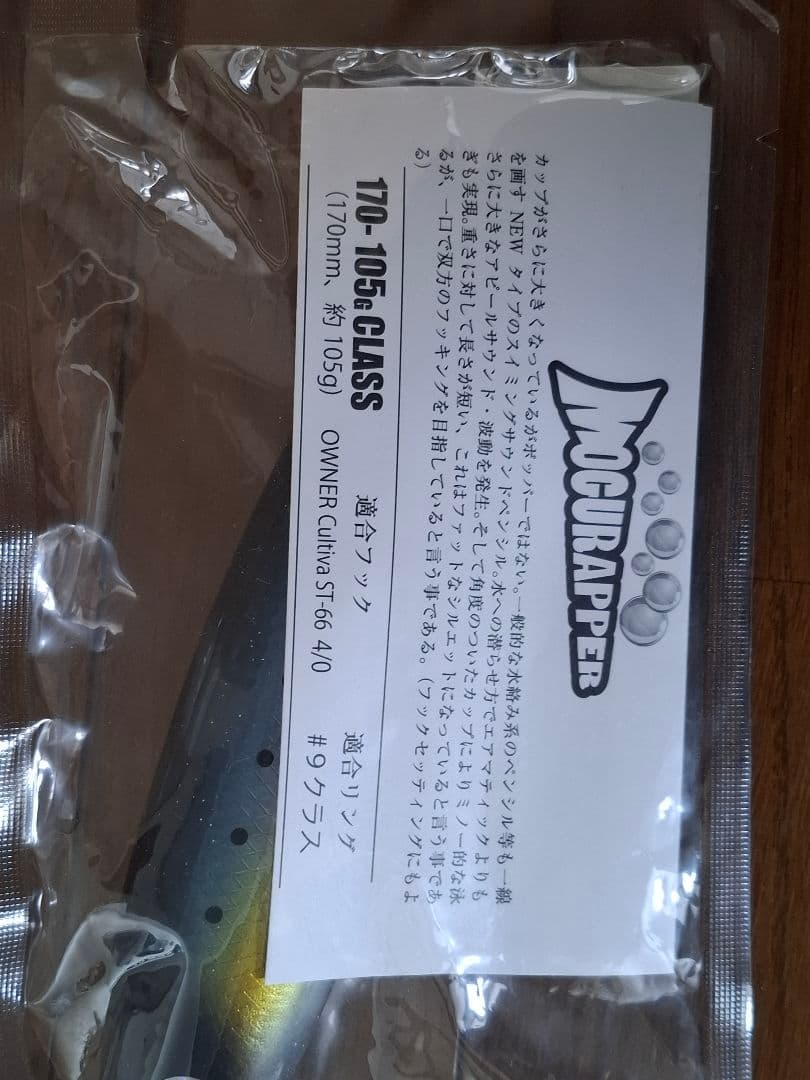 MOGURAPPER
カップがさらに大きくなっているがポッパーではない。一般的な水絡み系のペンシル等も一線
を画す NEW タイプのスイミングサウンドペンシル。水への潜らせ方でエアマティックよりも
さらに大きなアピールサウンド・波動を発生。そして角度のついたカップによりミノー的な泳
ぎも実現。重さに対して長さが短い、これはファットなシルエットになっていると言う事であ
るが、一口で双方のフッキングを目指していると言う事である。(フックセッティングにもよ
る)
170-105G CLASS
(170mm、約 105g)
適合フック
OWNER Cultiva ST-66 4/0
適合リング
#9クラス